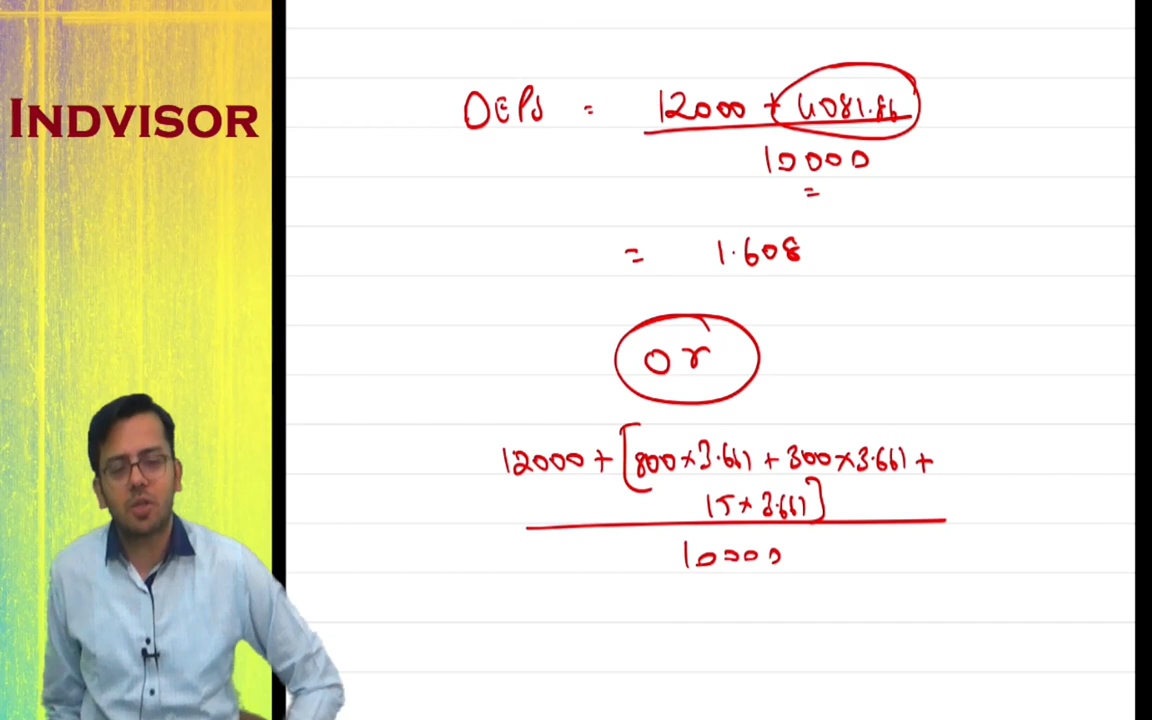 INDVISOR
DEPS = 12000 + 4081.86
10000
=
= 1.608
or
12000 + [800 × 3.661 + 300 × 3.661 +
15 × 3.661]
10000